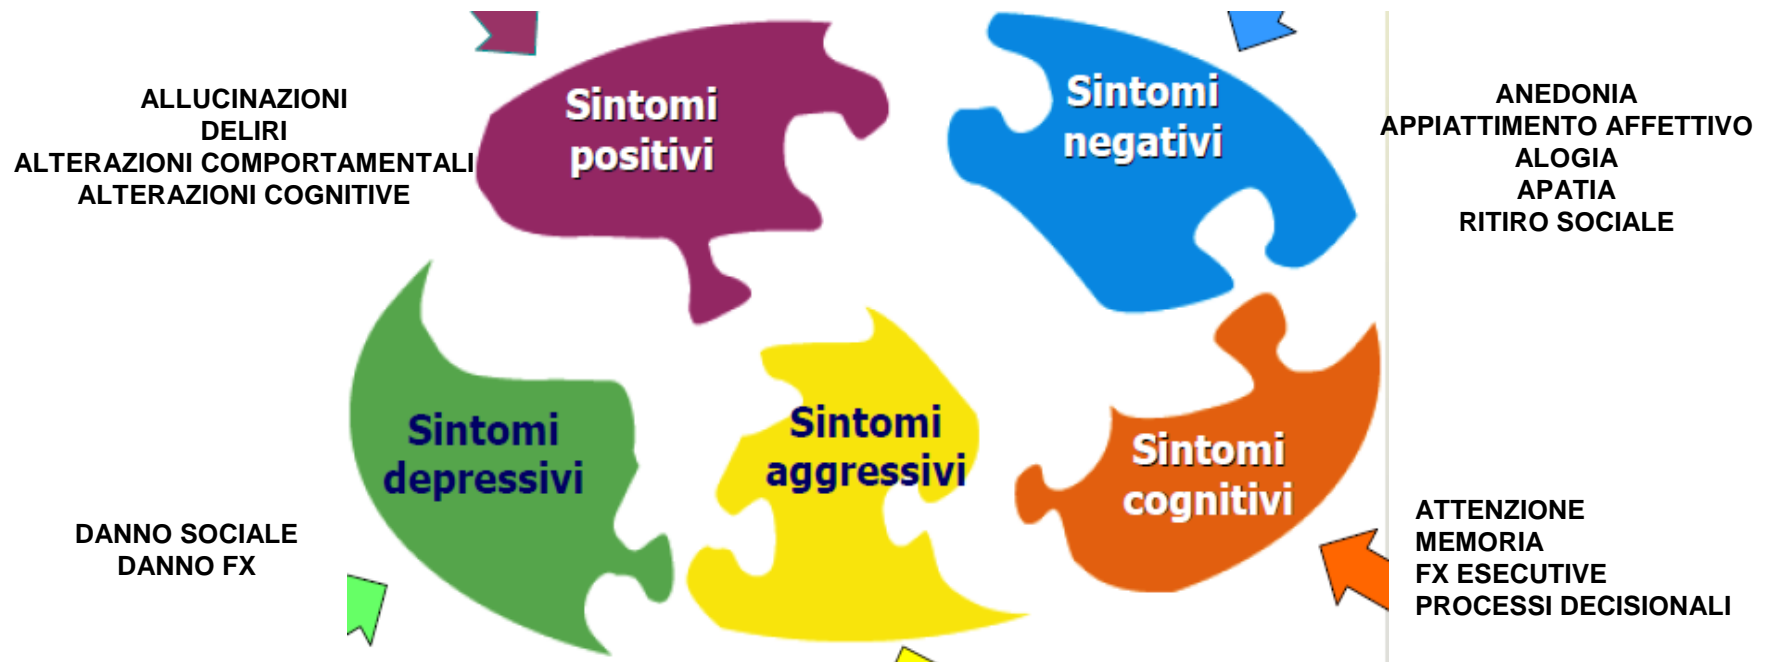 ALLUCINAZIONI
DELIRI
ALTERAZIONI COMPORTAMENTALI
ALTERAZIONI COGNITIVE
Sintomi
positivi
Sintomi
negativi
ANEDONIA
APPIATTIMENTO AFFETTIVO
ALOGIA
APATIA
RITIRO SOCIALE
Sintomi
depressivi
Sintomi
aggressivi
Sintomi
cognitivi
DANNO SOCIALE
DANNO FX
ATTENZIONE
MEMORIA
FX ESECUTIVE
PROCESSI DECISIONALI